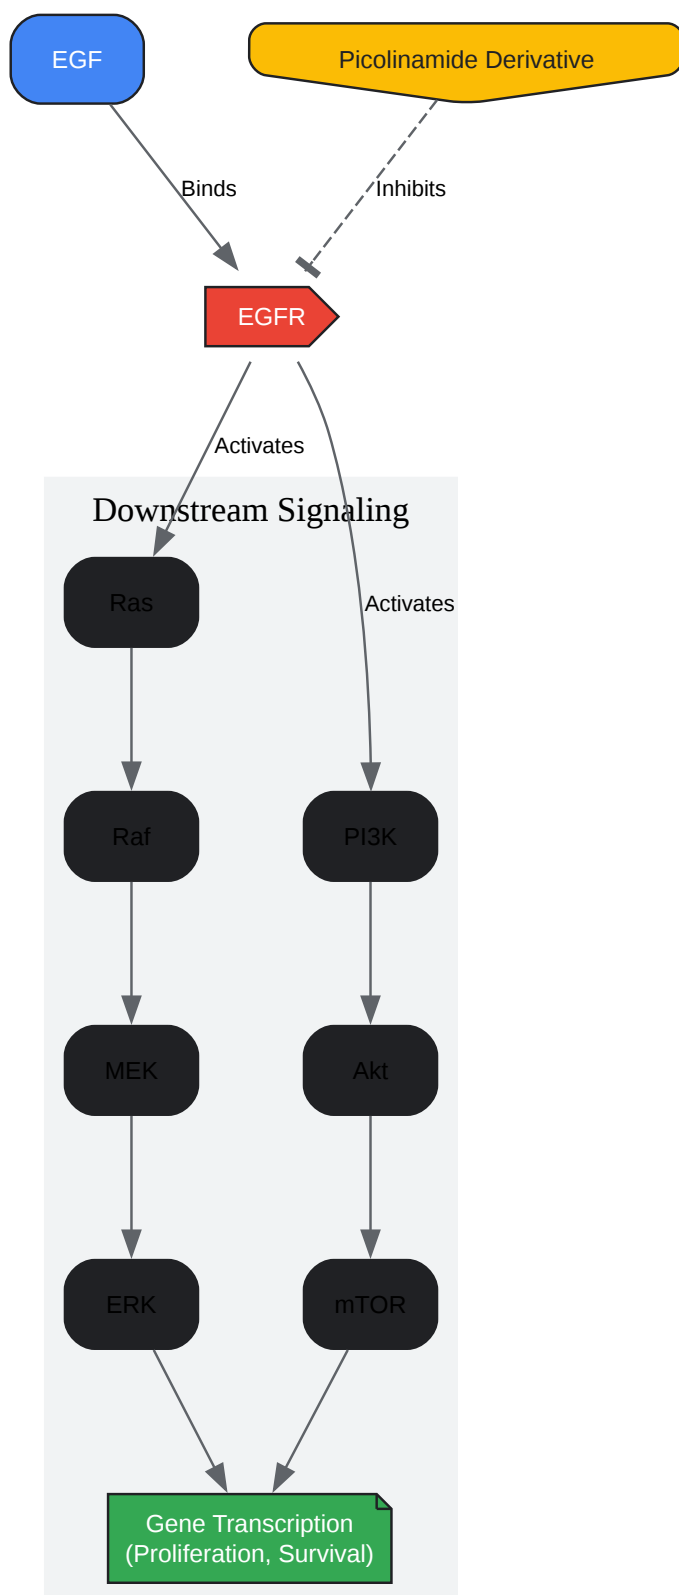 EGF
Picolinamide Derivative
Binds
Inhibits
EGFR
Activates
Downstream Signaling
Ras
Activates
Raf
PI3K
MEK
Akt
ERK
mTOR
Gene Transcription
(Proliferation, Survival)